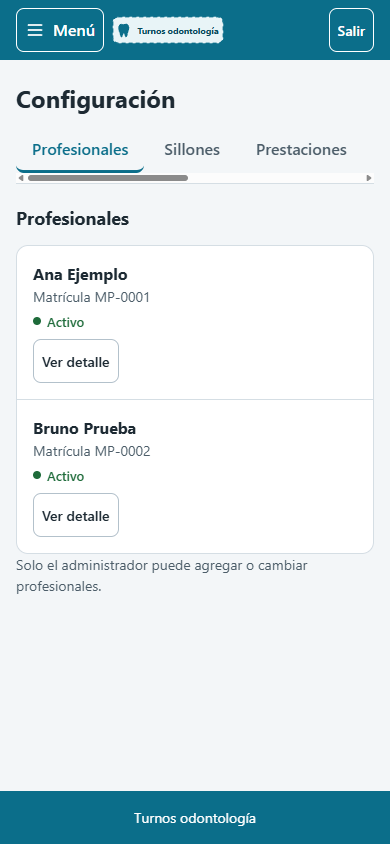 Menú
Turnos odontología
Salir
Configuración
Profesionales
Sillones
Prestaciones
Profesionales
Ana Ejemplo
Matrícula MP-0001
Activo
Ver detalle
Bruno Prueba
Matrícula MP-0002
Activo
Ver detalle
Solo el administrador puede agregar o cambiar
profesionales.
Turnos odontología